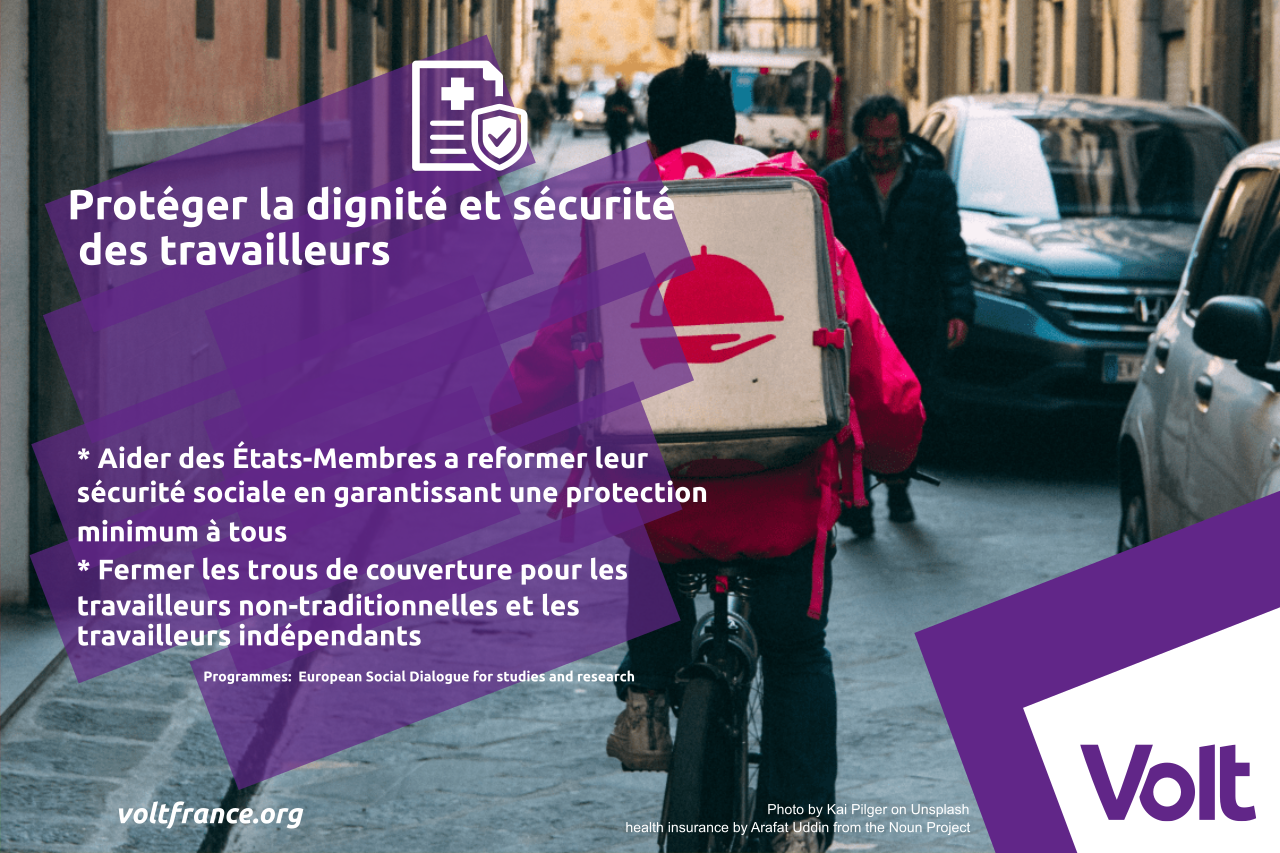 Protéger la dignité et sécurité
des travailleurs
* Aider des États-Membres a reformer leur
sécurité sociale en garantissant une protection
minimum à tous
* Fermer les trous de couverture pour les
travailleurs non-traditionnelles et les
travailleurs indépendants
Programmes: European Social Dialogue for studies and research
voltfrance.org
Photo by Kai Pilger on Unsplash
health insurance by Arafat Uddin from the Noun Project
Volt